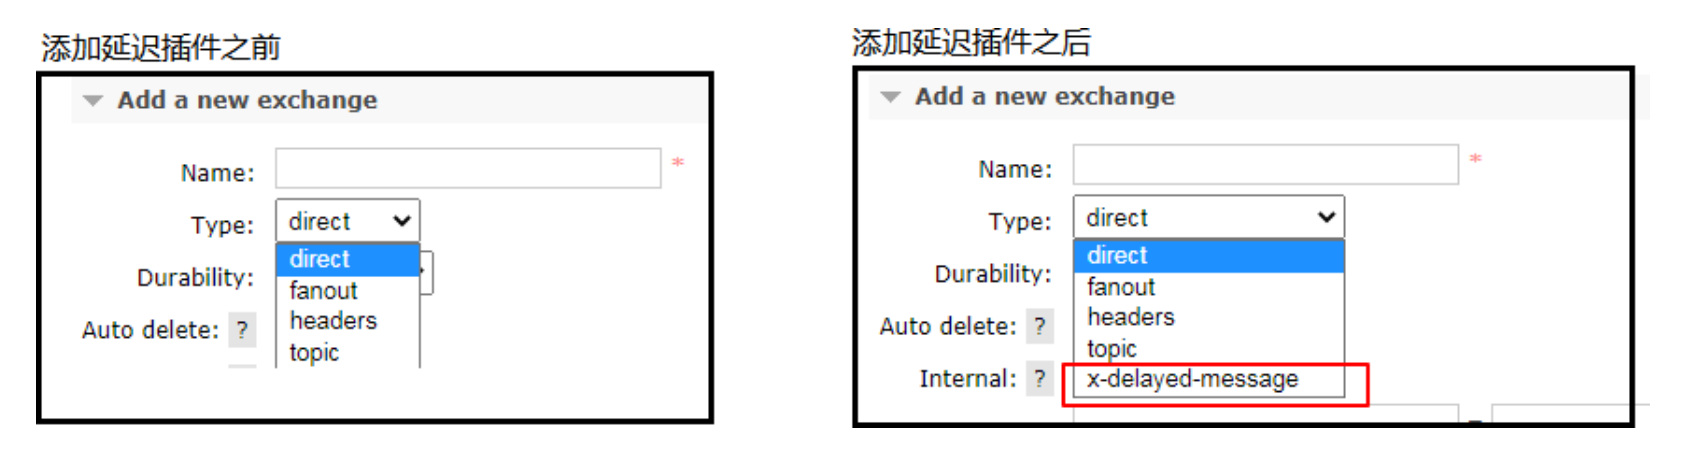 添加延迟插件之前
Add a new exchange
Name:
*
Type:
direct
direct
Durability:
fanout
headers
Auto delete: ?
topic
添加延迟插件之后
Add a new exchange
Name:
*
Type:
direct
direct
Durability:
fanout
headers
Auto delete: ?
topic
Internal: ?
x-delayed-message